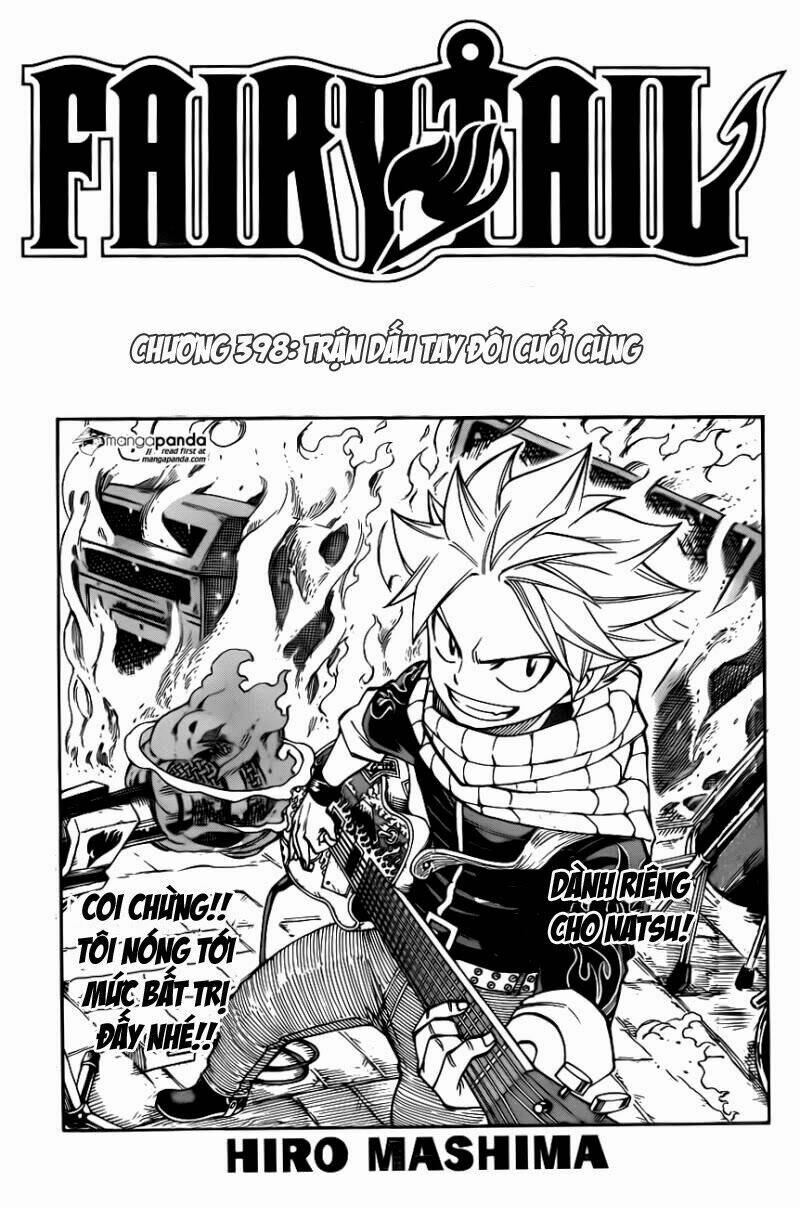 FAIRY TAIL
CHƯƠNG 398: TRẬN DẤU TAY ĐÔI CUỐI CÙNG
mangapanda
// read first at
mangapanda.com
DÀNH RIÊNG
CHO NATSU!
COI CHỪNG!!
TÔI NÓNG TỚI
MỨC BẤT TRỊ
ĐẤY NHÉ!!
HIRO MASHIMA